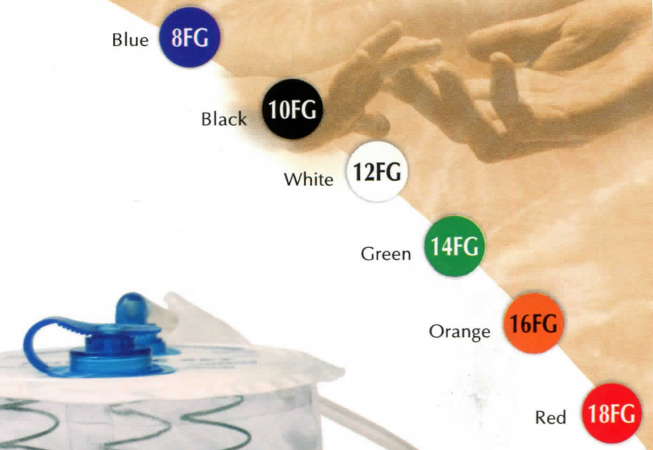 Blue 8FG
Black 10FG
White 12FG
Green 14FG
Orange 16FG
Red 18FG